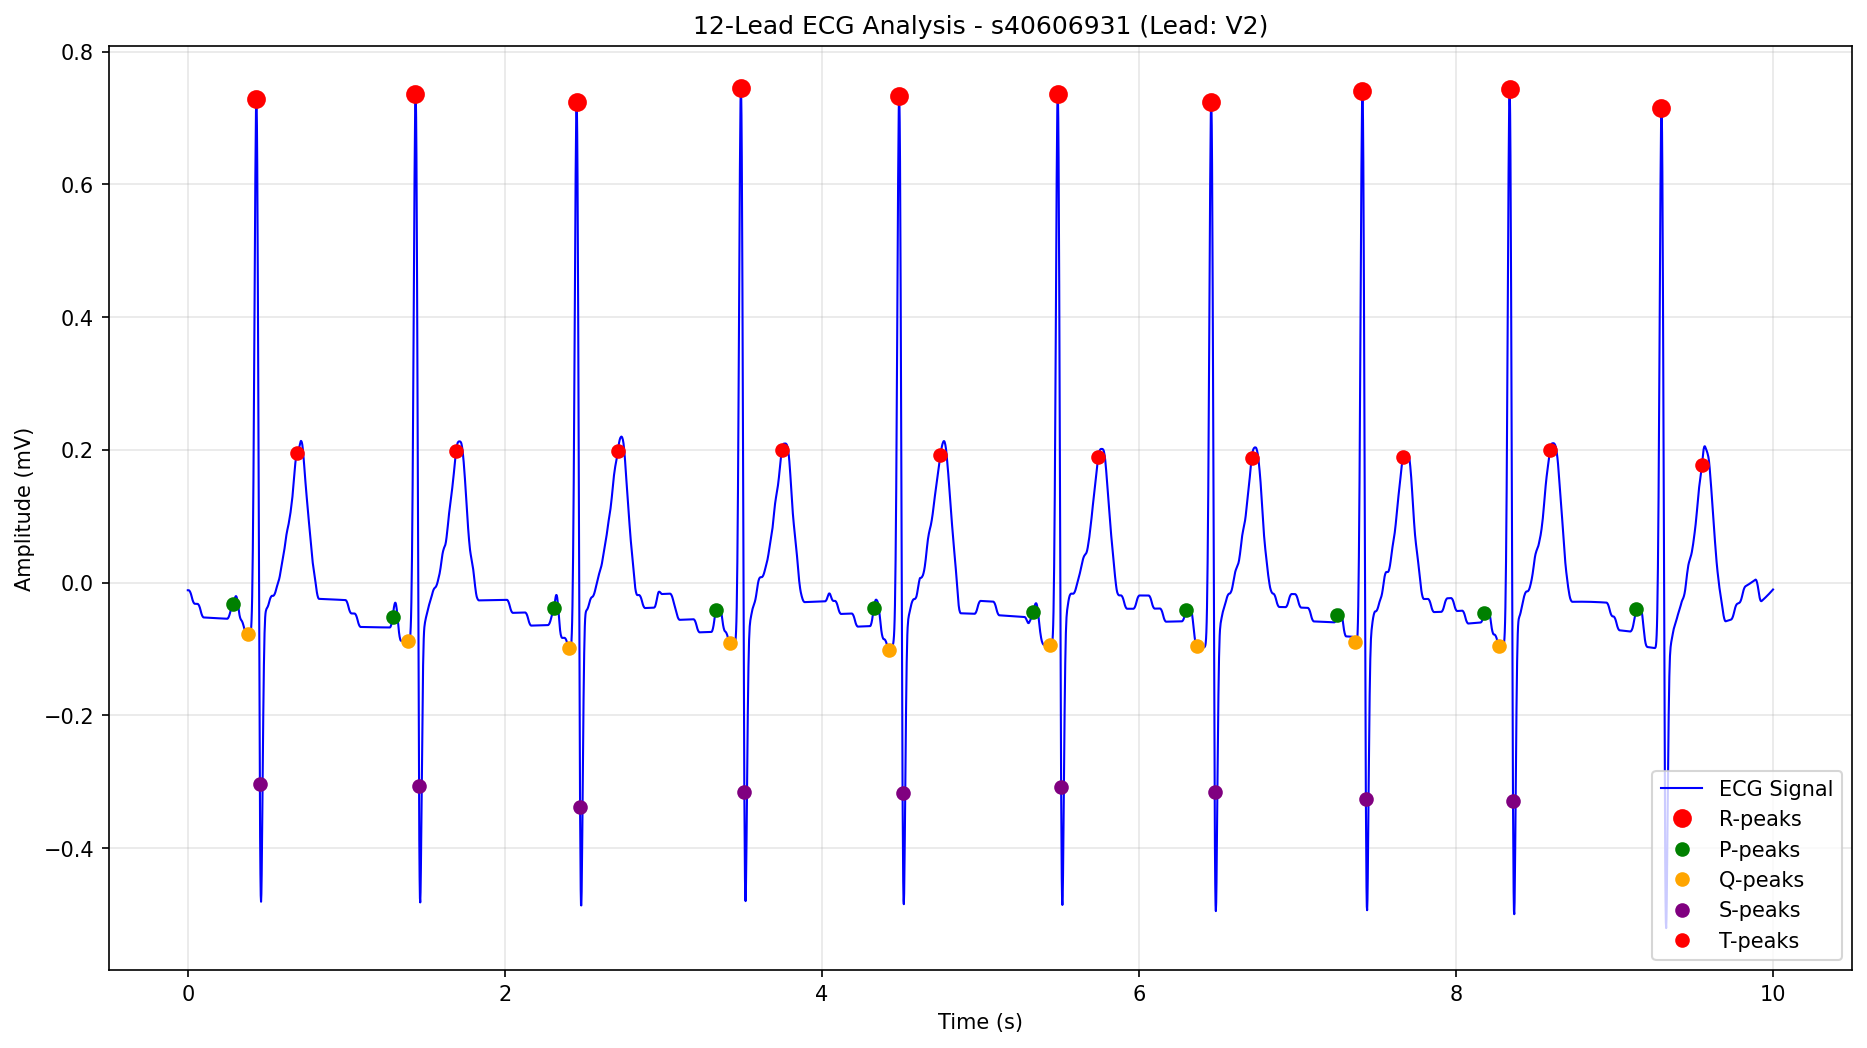 12-Lead ECG Analysis - s40606931 (Lead: V2)
Amplitude (mV)
0.8
0.6
0.4
0.2
0.0
−0.2
−0.4
0 2 4 6 8 10
Time (s)
ECG Signal
R-peaks
P-peaks
Q-peaks
S-peaks
T-peaks